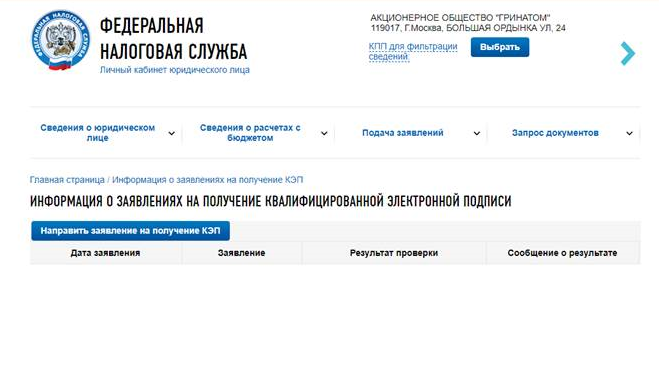 ФЕДЕРАЛЬНАЯ
НАЛОГОВАЯ СЛУЖБА
Личный кабинет юридического лица
АКЦИОНЕРНОЕ ОБЩЕСТВО "ГРИНАТОМ"
119017, Г.Москва, БОЛЬШАЯ ОРДЫНКА УЛ, 24
КПП для фильтрации
сведений:
Выбрать
Сведения о юридическом
лице
Сведения о расчетах с
бюджетом
Подача заявлений
Запрос документов
Главная страница / Информация о заявлениях на получение КЭП
ИНФОРМАЦИЯ О ЗАЯВЛЕНИЯХ НА ПОЛУЧЕНИЕ КВАЛИФИЦИРОВАННОЙ ЭЛЕКТРОННОЙ ПОДПИСИ
Направить заявление на получение КЭП
Дата заявления Заявление Результат проверки Сообщение о результате